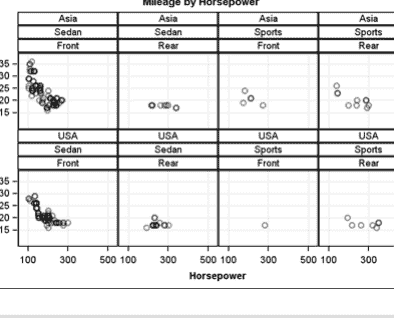 Mileage by Horsepower
Asia Asia Asia Asia
Sedan Sedan Sports Sports
Front Rear Front Rear
35
30
25
20
15
USA USA USA USA
Sedan Sedan Sports Sports
Front Rear Front Rear
35
30
25
20
15
100 300 500 100 300 500 100 300 500 100 300
Horsepower